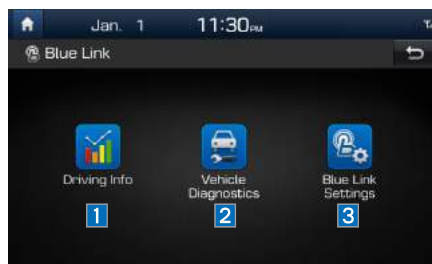 Jan. 1 11:30PM
Blue Link
Driving Info
Vehicle
Diagnostics
Blue Link
Settings
1 2 3